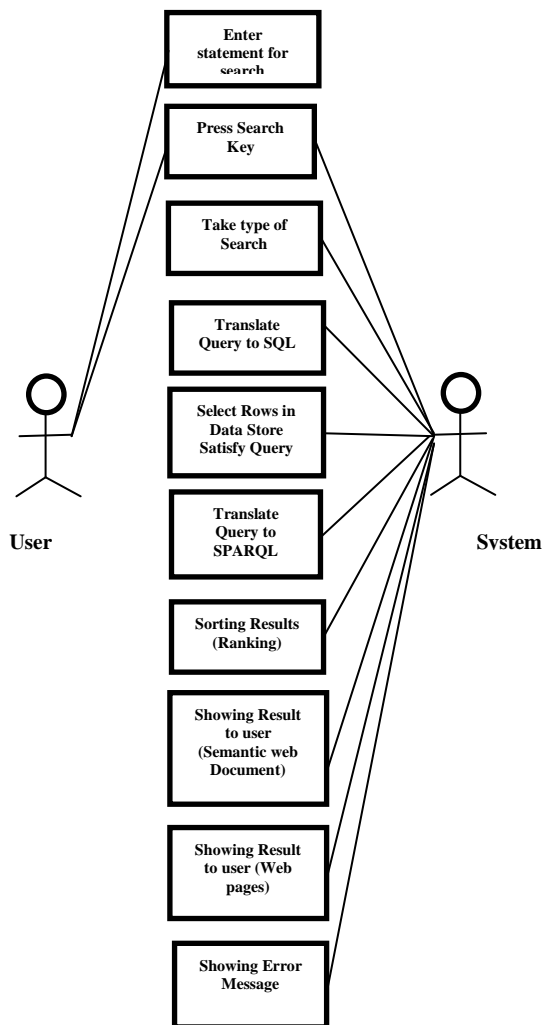 Enter
statement for
search
Press Search
Key
Take type of
Search
Translate
Query to SQL
Select Rows in
Data Store
Satisfy Query
Translate
Query to
SPARQL
User
System
Sorting Results
(Ranking)
Showing Result
to user
(Semantic web
Document)
Showing Result
to user (Web
pages)
Showing Error
Message